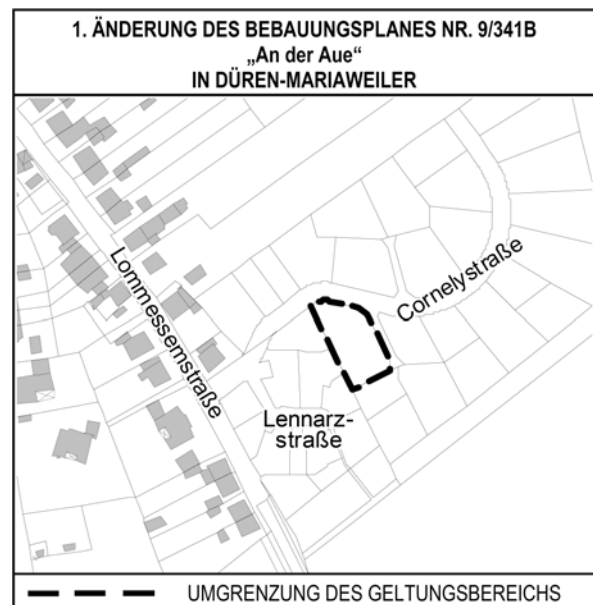 1. ÄNDERUNG DES BEBAUUNGSPLANES NR. 9/341B
„An der Aue“
IN DÜREN-MARIAWEILER
Lommessemstraße
Cornelystraße
Lennarz-
straße
UMGRENZUNG DES GELTUNGSBEREICHS